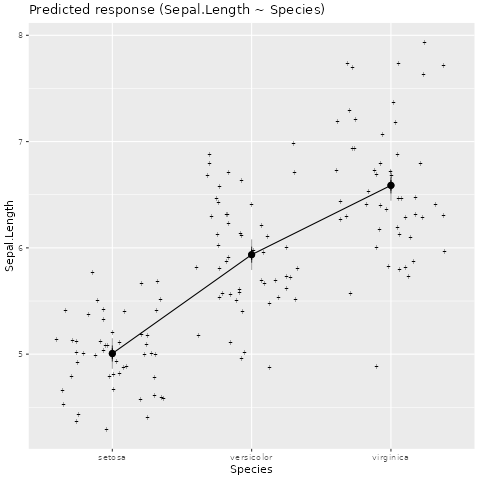 Predicted response (Sepal.Length ~ Species)
8
7
6
5
Sepal.Length
setosa
versicolor
virginica
Species